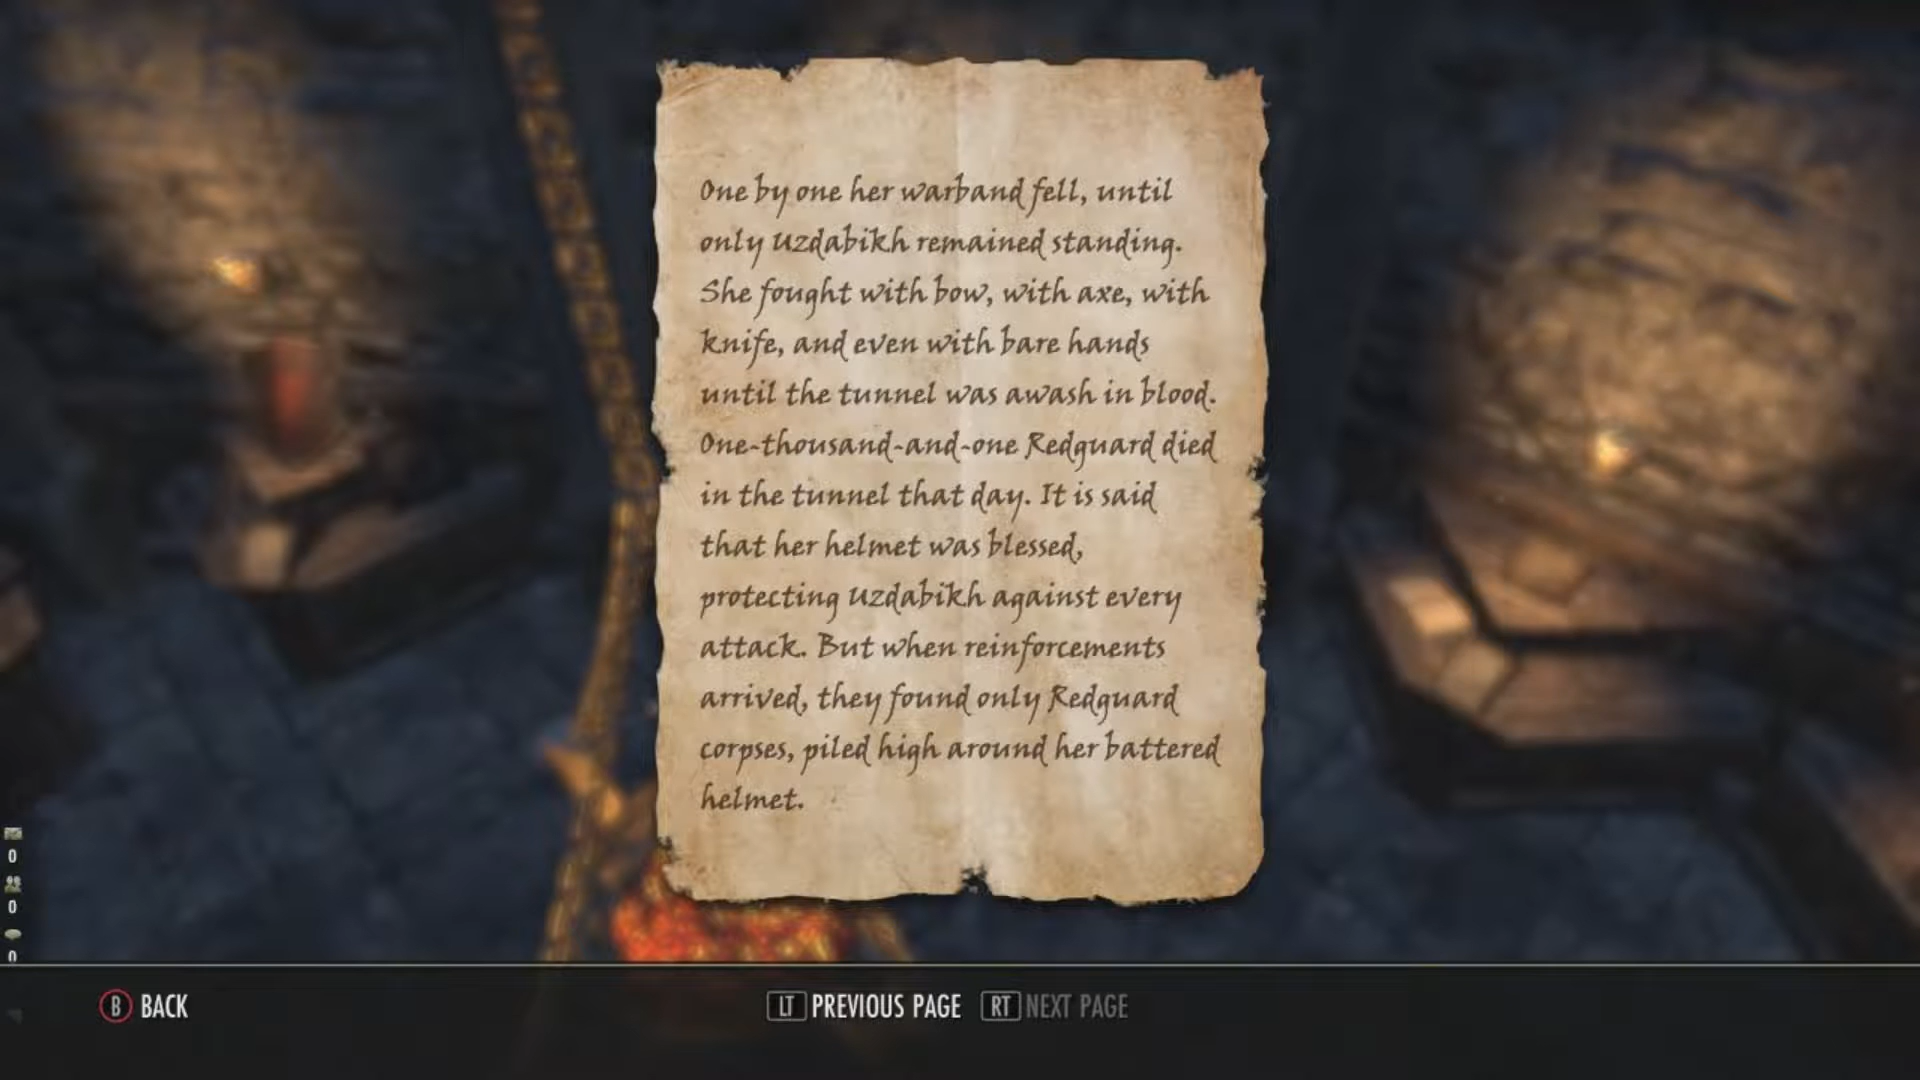 One by one her warband fell, until
only Uzdabikh remained standing.
She fought with bow, with axe, with
knife, and even with bare hands
until the tunnel was awash in blood.
One-thousand-and-one Redguard died
in the tunnel that day. It is said
that her helmet was blessed,
protecting Uzdabikh against every
attack. But when reinforcements
arrived, they found only Redguard
corpses, piled high around her battered
helmet.
0
0
0
B BACK
LT PREVIOUS PAGE RT NEXT PAGE